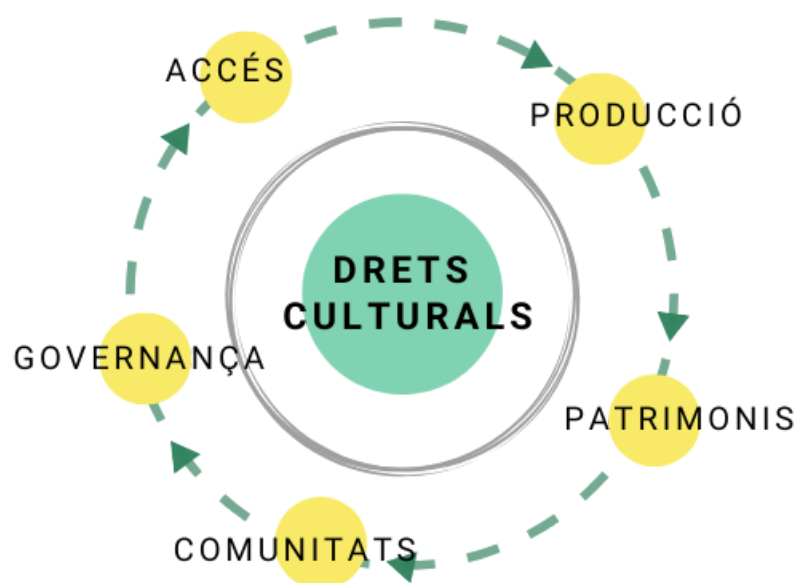 ACCÉS
PRODUCCIÓ
DRETS
CULTURALS
GOVERNANÇA
PATRIMONIS
COMUNITATS